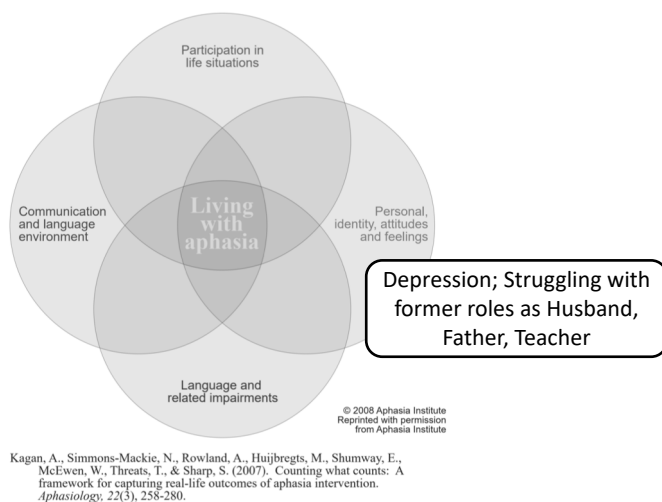 Participation in
life situations
Communication
and language
environment
Living
with
aphasia
Personal,
identity, attitudes
and feelings
Depression; Struggling with
former roles as Husband,
Father, Teacher
Language and
related impairments
© 2008 Aphasia Institute
Reprinted with permission
from Aphasia Institute
Kagan, A., Simmons-Mackie, N., Rowland, A., Huijbregts, M., Shumway, E.,
McEwen, W., Threats, T., & Sharp, S. (2007). Counting what counts: A
framework for capturing real-life outcomes of aphasia intervention.
Aphasiology, 22(3), 258-280.